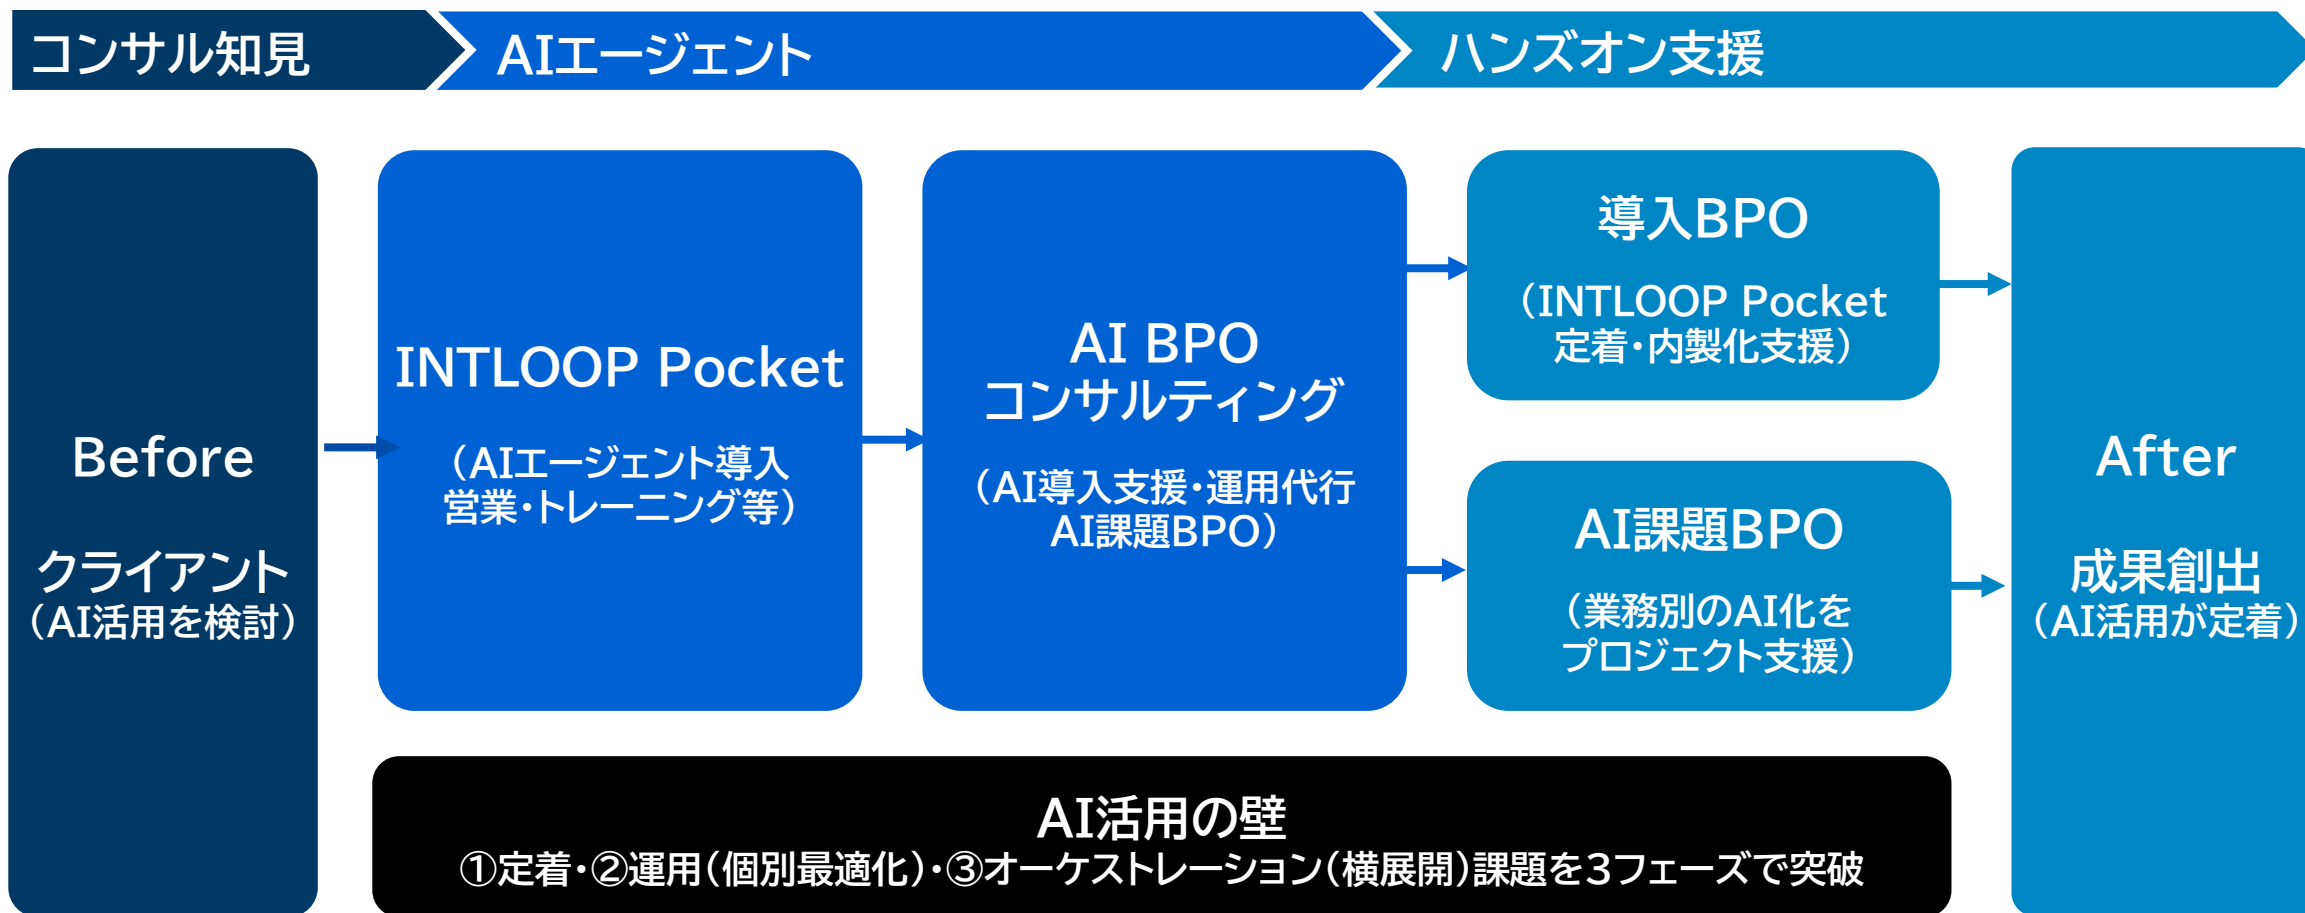 コンサル知見
AIエージェント
ハンズオン支援
Before
クライアント
（AI活用を検討）
INTLOOP Pocket
（AIエージェント導入
営業・トレーニング等）
AI BPO
コンサルティング
（AI導入支援・運用代行
AI課題BPO）
導入BPO
（INTLOOP Pocket
定着・内製化支援）
AI課題BPO
（業務別のAI化を
プロジェクト支援）
After
成果創出
（AI活用が定着）
AI活用の壁
①定着・②運用（個別最適化）・③オーケストレーション（横展開）課題を3フェーズで突破